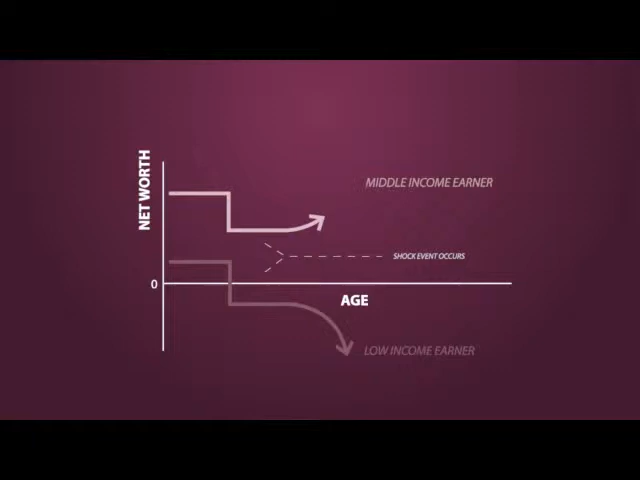 NET WORTH
MIDDLE INCOME EARNER
SHOCK EVENT OCCURS
0
AGE
LOW INCOME EARNER